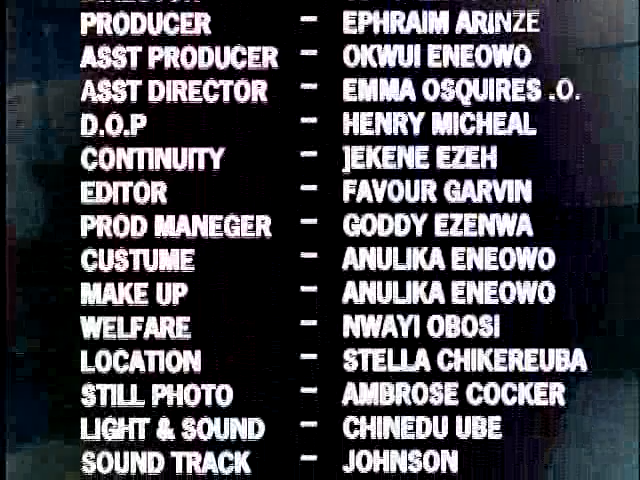 PRODUCER - EPHRAIM ARINZE
ASST PRODUCER - OKWUI ENEOWO
ASST DIRECTOR - EMMA OSQUIRES .O.
D.O.P - HENRY MICHEAL
CONTINUITY - ]EKENE EZEH
EDITOR - FAVOUR GARVIN
PROD MANEGER - GODDY EZENWA
CUSTUME - ANULIKA ENEOWO
MAKE UP - ANULIKA ENEOWO
WELFARE - NWAYI OBOSI
LOCATION - STELLA CHIKEREUBA
STILL PHOTO - AMBROSE COCKER
LIGHT & SOUND - CHINEDU UBE
SOUND TRACK - JOHNSON